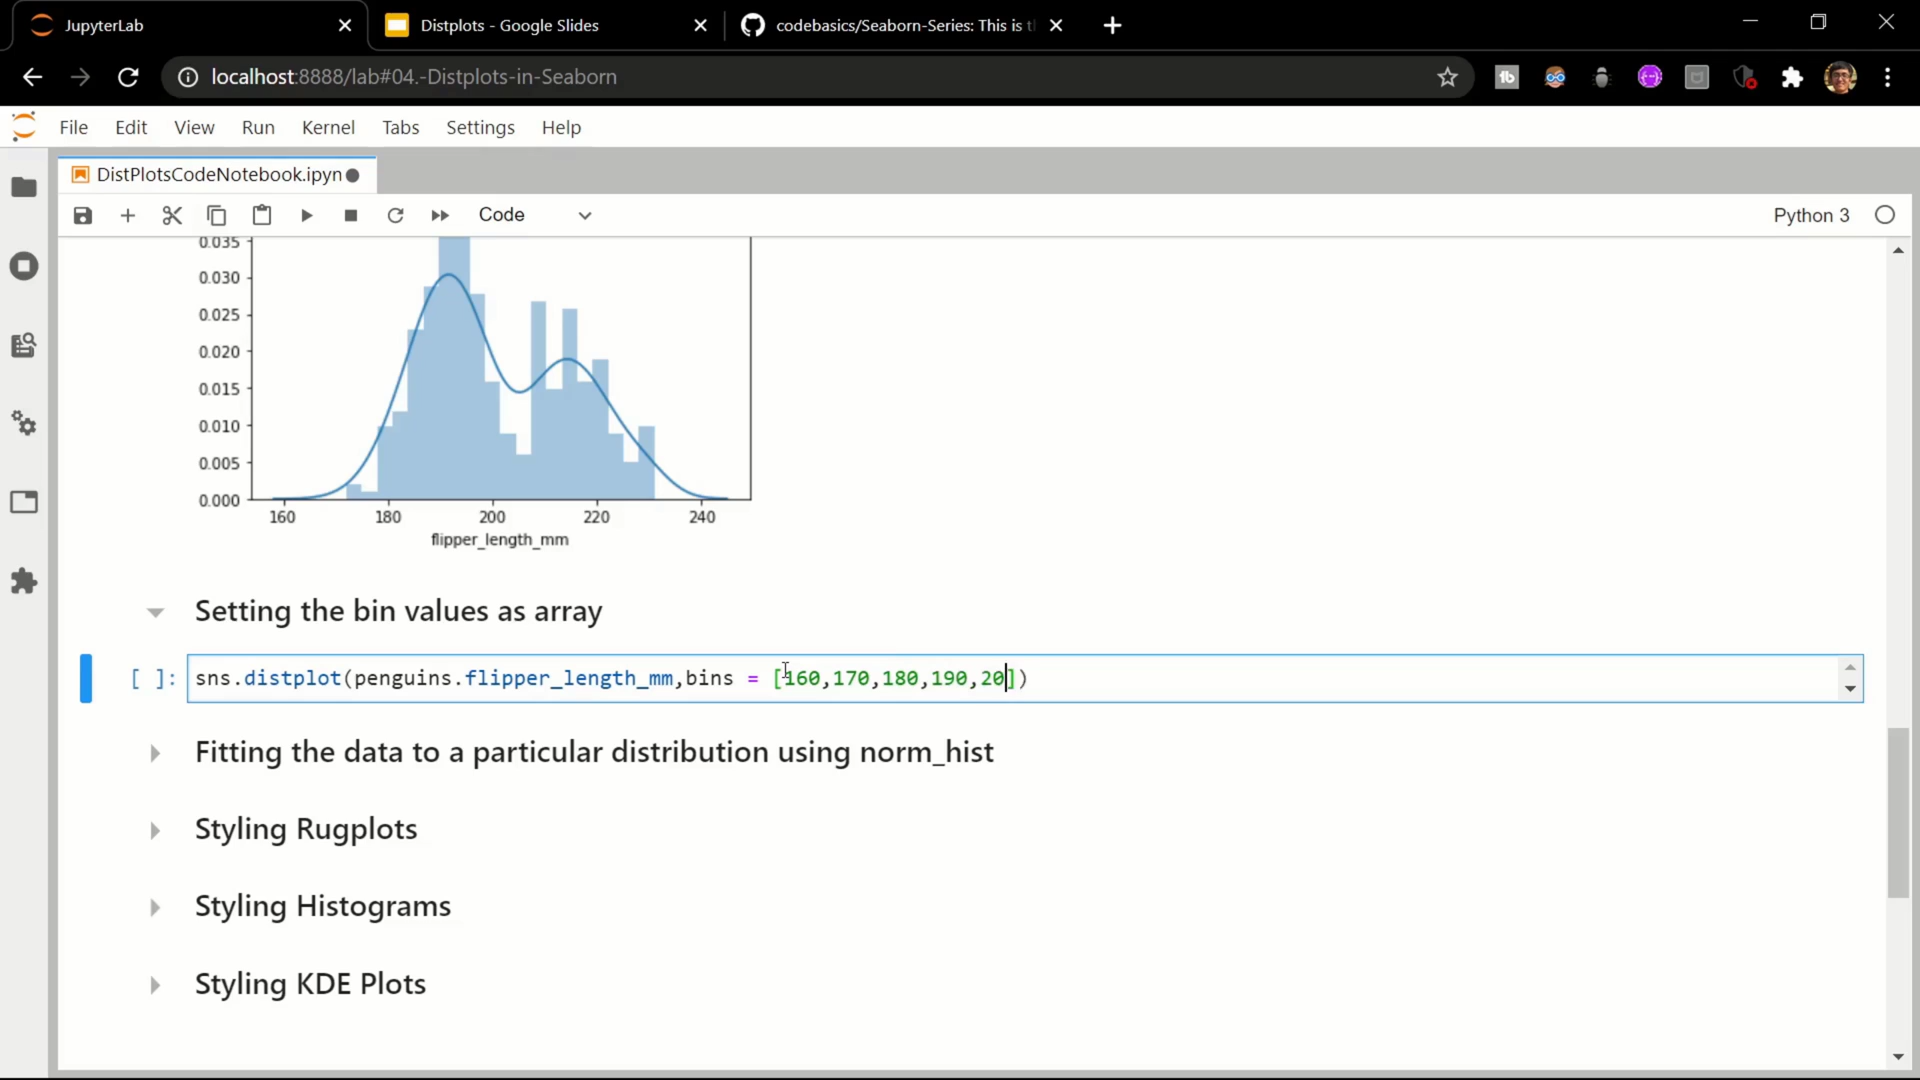 JupyterLab
Distplots - Google Slides
codebasics/Seaborn-Series: This is t
localhost:8888/lab#04.-Distplots-in-Seaborn
File Edit View Run Kernel Tabs Settings Help
DistPlotsCodeNotebook.ipyn
Code
Python 3
0.035
0.030
0.025
0.020
0.015
0.010
0.005
0.000
160 180 200 220 240
flipper_length_mm
Setting the bin values as array
[ ]: sns.distplot(penguins.flipper_length_mm,bins = [160,170,180,190,20])
Fitting the data to a particular distribution using norm_hist
Styling Rugplots
Styling Histograms
Styling KDE Plots